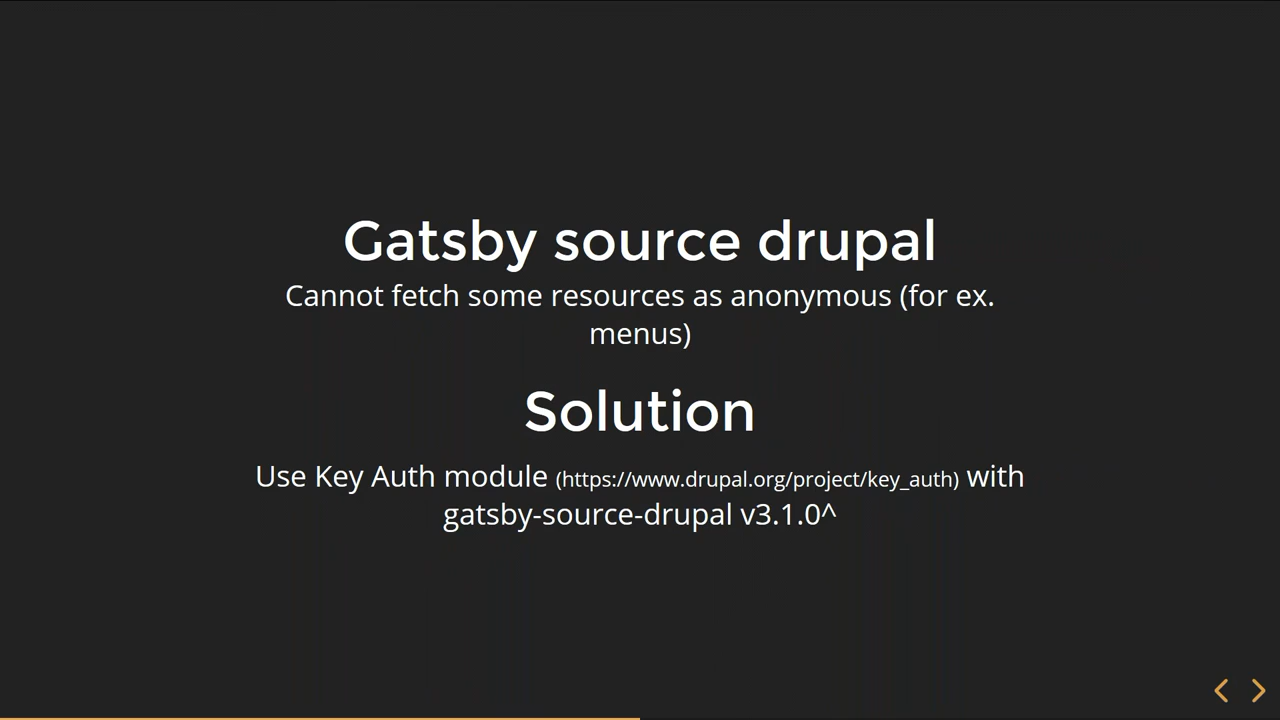 Gatsby source drupal
Cannot fetch some resources as anonymous (for ex.
menus)
Solution
Use Key Auth module (https://www.drupal.org/project/key_auth) with
gatsby-source-drupal v3.1.0^